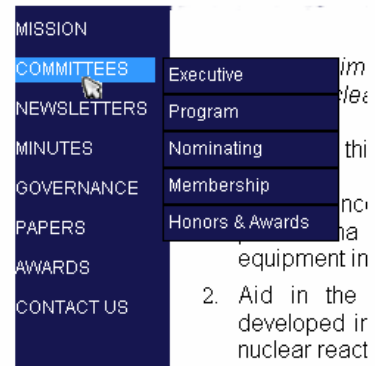 MISSION
COMMITTEES
NEWSLETTERS
MINUTES
GOVERNANCE
PAPERS
AWARDS
CONTACT US
Executive
Program
Nominating
Membership
Honors & Awards
thi
equipment in
2. Aid in the
developed in
nuclear react